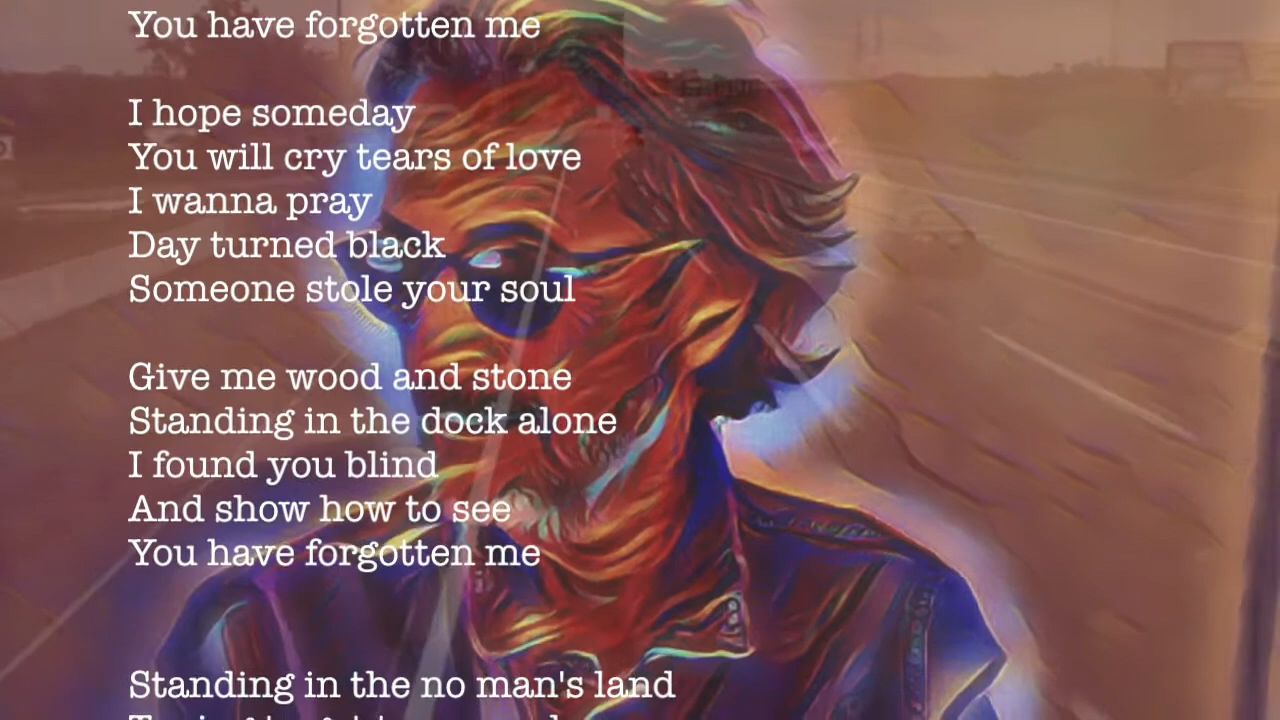 You have forgotten me
I hope someday
You will cry tears of love
I wanna pray
Day turned black
Someone stole your soul
Give me wood and stone
Standing in the dock alone
I found you blind
And show how to see
You have forgotten me
Standing in the no man's land